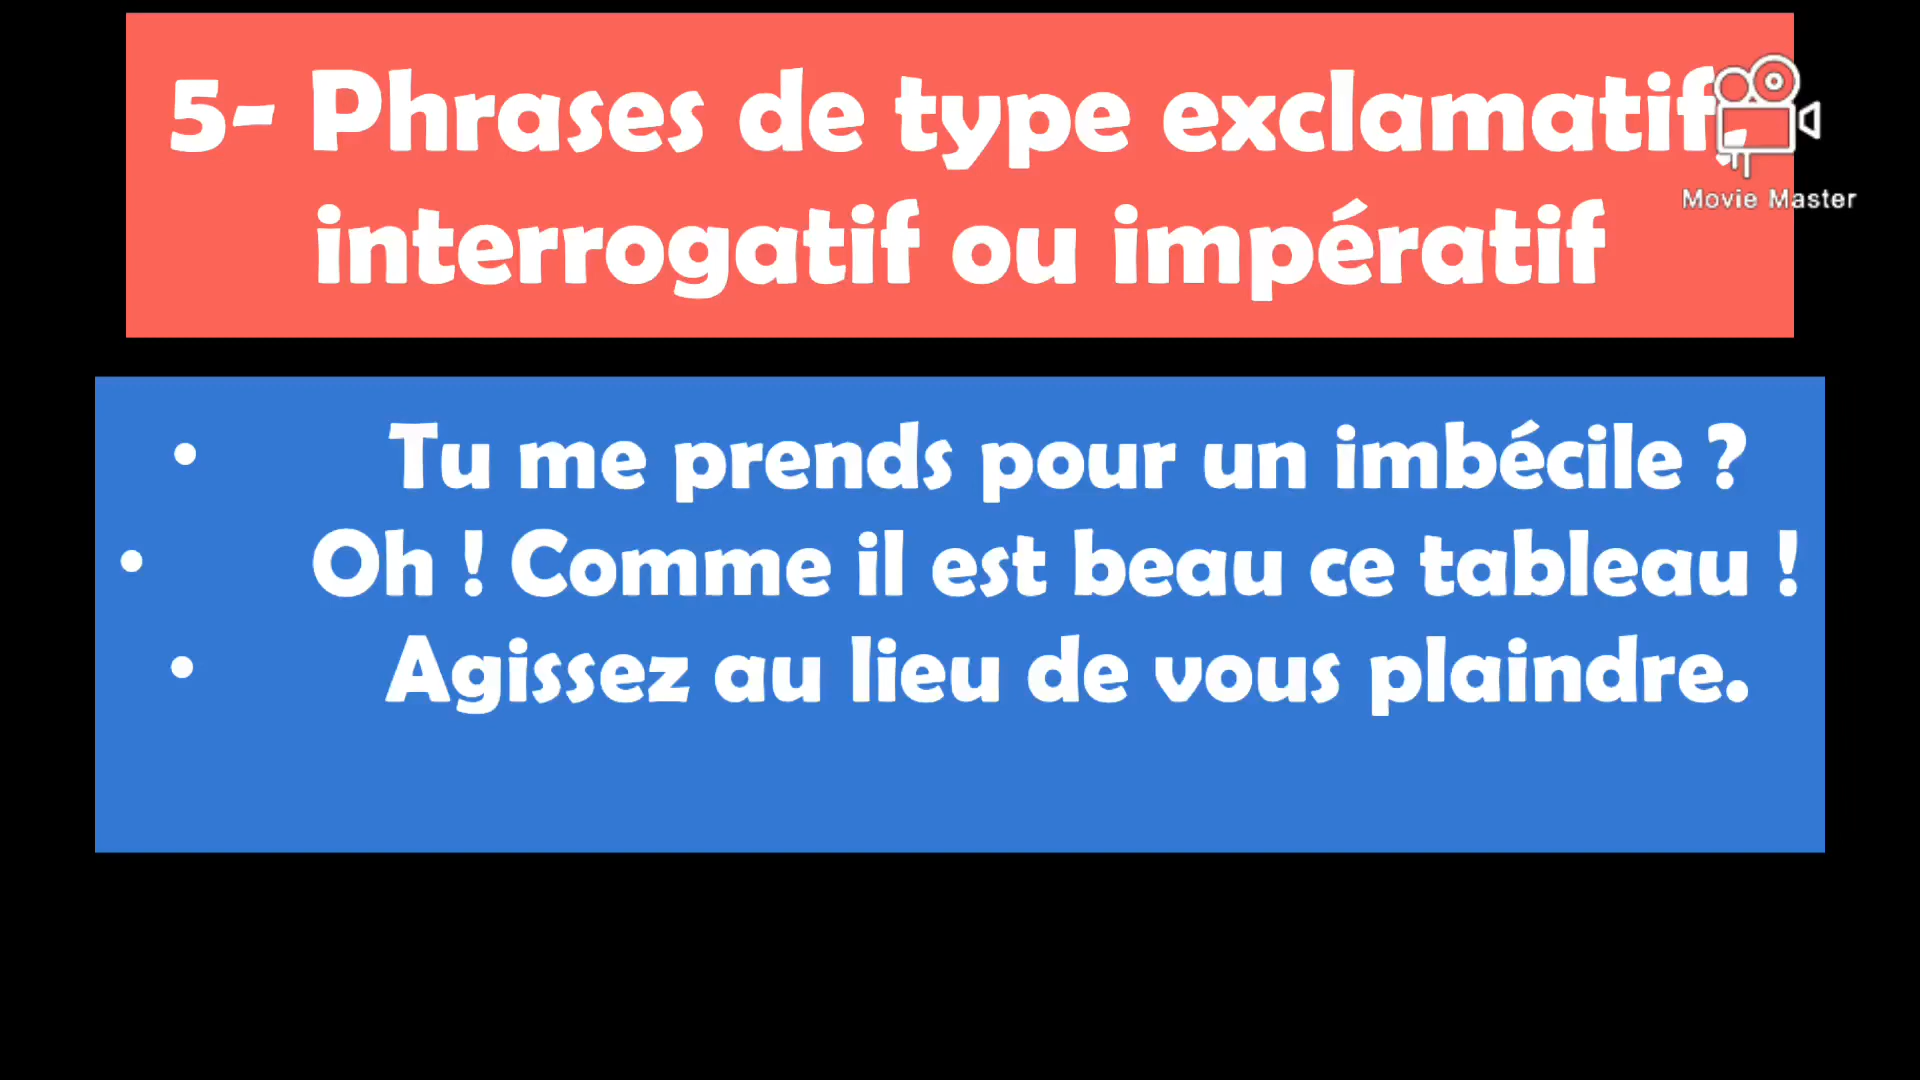 5- Phrases de type exclamatif,
interrogatif ou impératif
Movie Master
• Tu me prends pour un imbécile ?
• Oh ! Comme il est beau ce tableau !
• Agissez au lieu de vous plaindre.